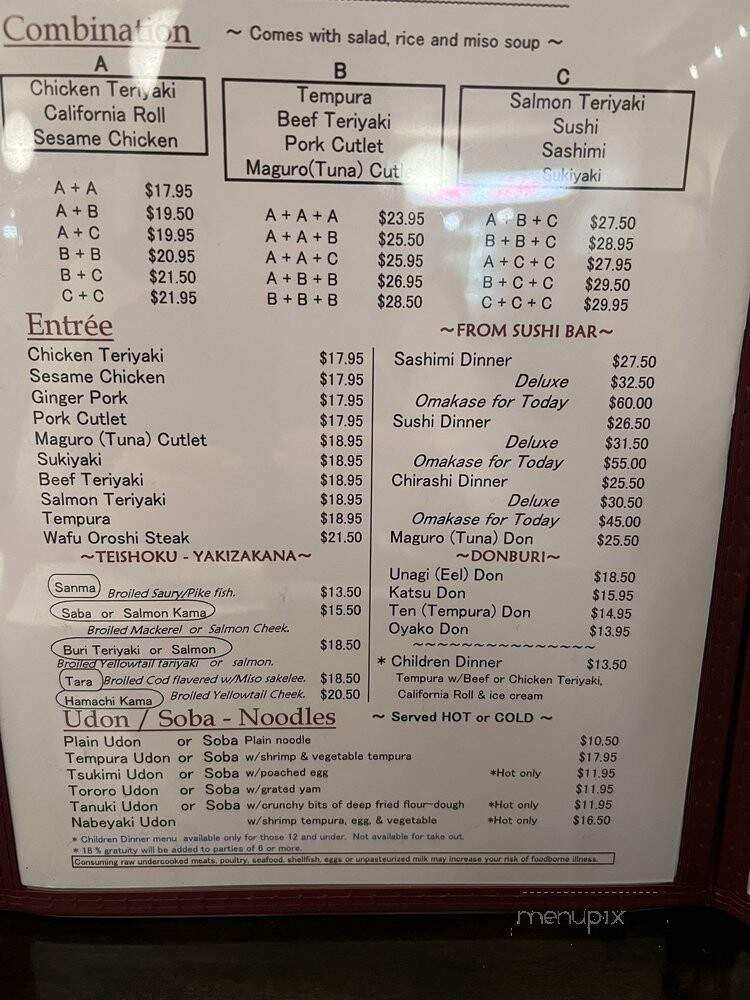 Combination ~ Comes with salad, rice and miso soup ~
A
Chicken Teriyaki
California Roll
Sesame Chicken
B
Tempura
Beef Teriyaki
Pork Cutlet
Maguro(Tuna) Cutlet
C
Salmon Teriyaki
Sushi
Sashimi
Sukiyaki
A + A $17.95
A + B $19.50
A + C $19.95
B + B $20.95
B + C $21.50
C + C $21.95
A + A + A $23.95
A + A + B $25.50
A + A + C $25.95
A + B + B $26.95
B + B + B $28.50
A + B + C $27.50
B + B + C $28.95
A + C + C $27.95
B + C + C $29.50
C + C + C $29.95
Entrée
Chicken Teriyaki $17.95
Sesame Chicken $17.95
Ginger Pork $17.95
Pork Cutlet $17.95
Maguro (Tuna) Cutlet $18.95
Sukiyaki $18.95
Beef Teriyaki $18.95
Salmon Teriyaki $18.95
Tempura $18.95
Wafu Oroshi Steak $21.50
~TEISHOKU - YAKIZAKANA~
Sanma Broiled Saury/Pike fish. $13.50
Saba or Salmon Kama $15.50
Broiled Mackerel or Salmon Cheek.
Buri Teriyaki or Salmon $18.50
Broiled Yellowtail tariyaki or salmon.
Tara Broiled Cod flavered w/Miso sakelee. $18.50
Hamachi Kama Broiled Yellowtail Cheek. $20.50
~FROM SUSHI BAR~
Sashimi Dinner $27.50
Deluxe $32.50
Omakase for Today $60.00
Sushi Dinner $26.50
Deluxe $31.50
Omakase for Today $55.00
Chirashi Dinner $25.50
Deluxe $30.50
Omakase for Today $45.00
Maguro (Tuna) Don $25.50
~DONBURI~
Unagi (Eel) Don $18.50
Katsu Don $15.95
Ten (Tempura) Don $14.95
Oyako Don $13.95
~~~~~~~~~~~~~~~
* Children Dinner $13.50
Tempura w/Beef or Chicken Teriyaki,
California Roll & ice cream
Udon / Soba - Noodles ~ Served HOT or COLD ~
Plain Udon or Soba Plain noodle $10.50
Tempura Udon or Soba w/shrimp & vegetable tempura $17.95
Tsukimi Udon or Soba w/poached egg *Hot only $11.95
Tororo Udon or Soba w/grated yam $11.95
Tanuki Udon or Soba w/crunchy bits of deep fried flour-dough *Hot only $11.95
Nabeyaki Udon w/shrimp tempura, egg, & vegetable *Hot only $16.50
* Children Dinner menu available only for those 12 and under. Not available for take out.
* 18 % gratuity will be added to parties of 6 or more.
Consuming raw undercooked meats, poultry, seafood, shellfish, eggs or unpasteurized milk may increase your risk of foodborne illness.
menupix